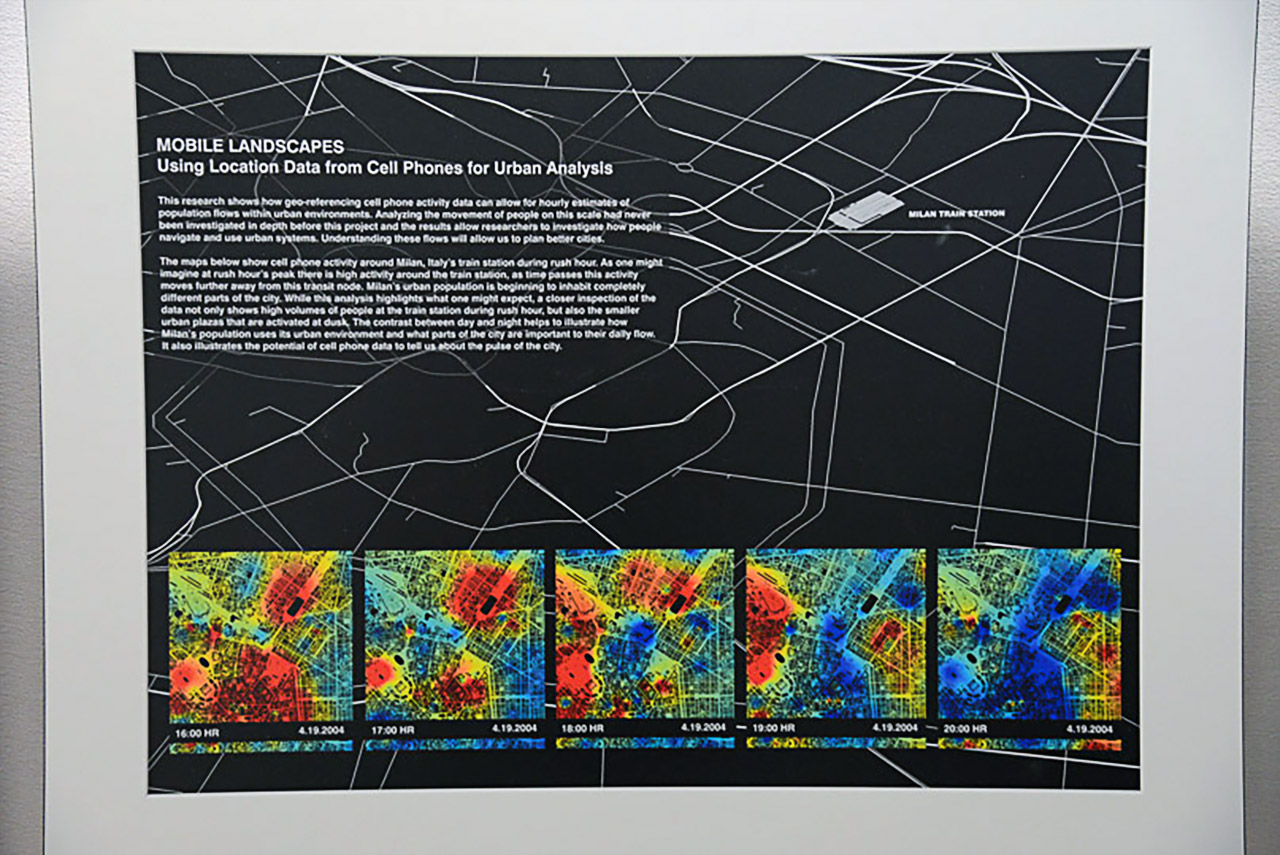 MOBILE LANDSCAPES
Using Location Data from Cell Phones for Urban Analysis
This research shows how geo-referencing cell phone activity data can allow for hourly estimates of
population flows within urban environments. Analyzing the movement of people on this scale had never
been investigated in depth before this project and the results allow researchers to investigate how people
navigate and use urban systems. Understanding these flows will allow us to plan better cities.
The maps below show cell phone activity around Milan, Italy's train station during rush hour. As one might
imagine at rush hour's peak there is high activity around the train station, as time passes this activity
moves further away from this transit node. Milan's urban population is beginning to inhabit completely
different parts of the city. While this analysis highlights what one might expect, a closer inspection of the
data not only shows high volumes of people at the train station during rush hour, but also the smaller
urban plazas that are activated at dusk. The contrast between day and night helps to illustrate how
Milan's population uses its urban environment and what parts of the city are important to their daily flow.
It also illustrates the potential of cell phone data to tell us about the pulse of the city.
MILAN TRAIN STATION
16:00 HR 4.19.2004
17:00 HR 4.19.2004
18:00 HR 4.19.2004
19:00 HR 4.19.2004
20:00 HR 4.19.2004